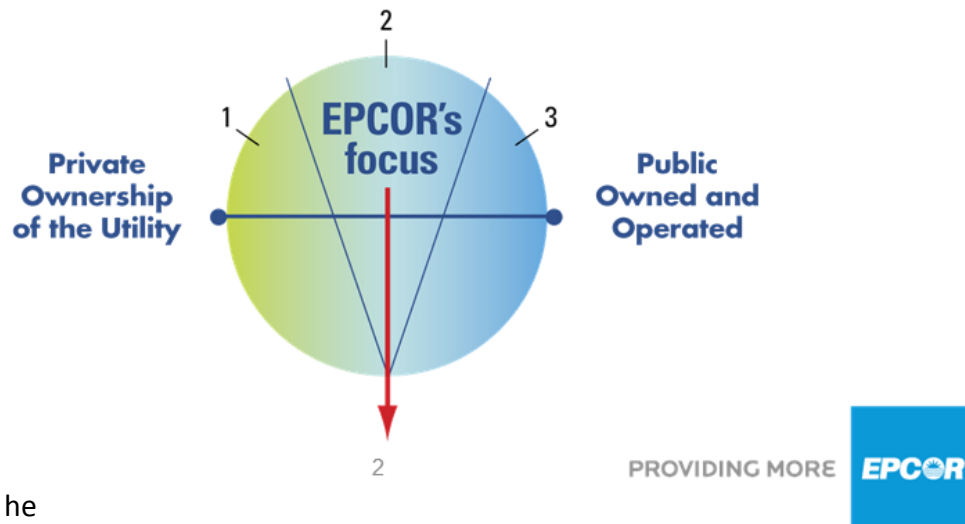 2
1
EPCOR's
focus
3
Private
Ownership
of the Utility
Public
Owned and
Operated
2
PROVIDING MORE
EPCOR
he